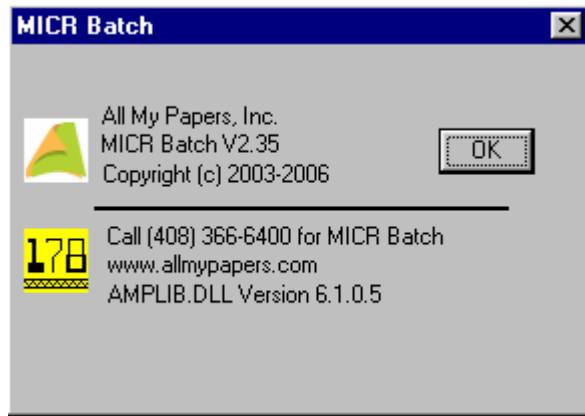 MICR Batch
All My Papers, Inc.
MICR Batch V2.35
Copyright (c) 2003-2006
OK
178
Call (408) 366-6400 for MICR Batch
www.allmypapers.com
AMPLIB.DLL Version 6.1.0.5